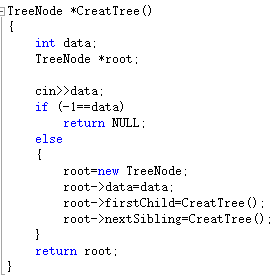 TreeNode *CreatTree()
{
    int data;
    TreeNode *root;

    cin>>data;
    if (-1==data)
        return NULL;
    else
    {
        root=new TreeNode;
        root->data=data;
        root->firstChild=CreatTree();
        root->nextSibling=CreatTree();
    }
    return root;
}